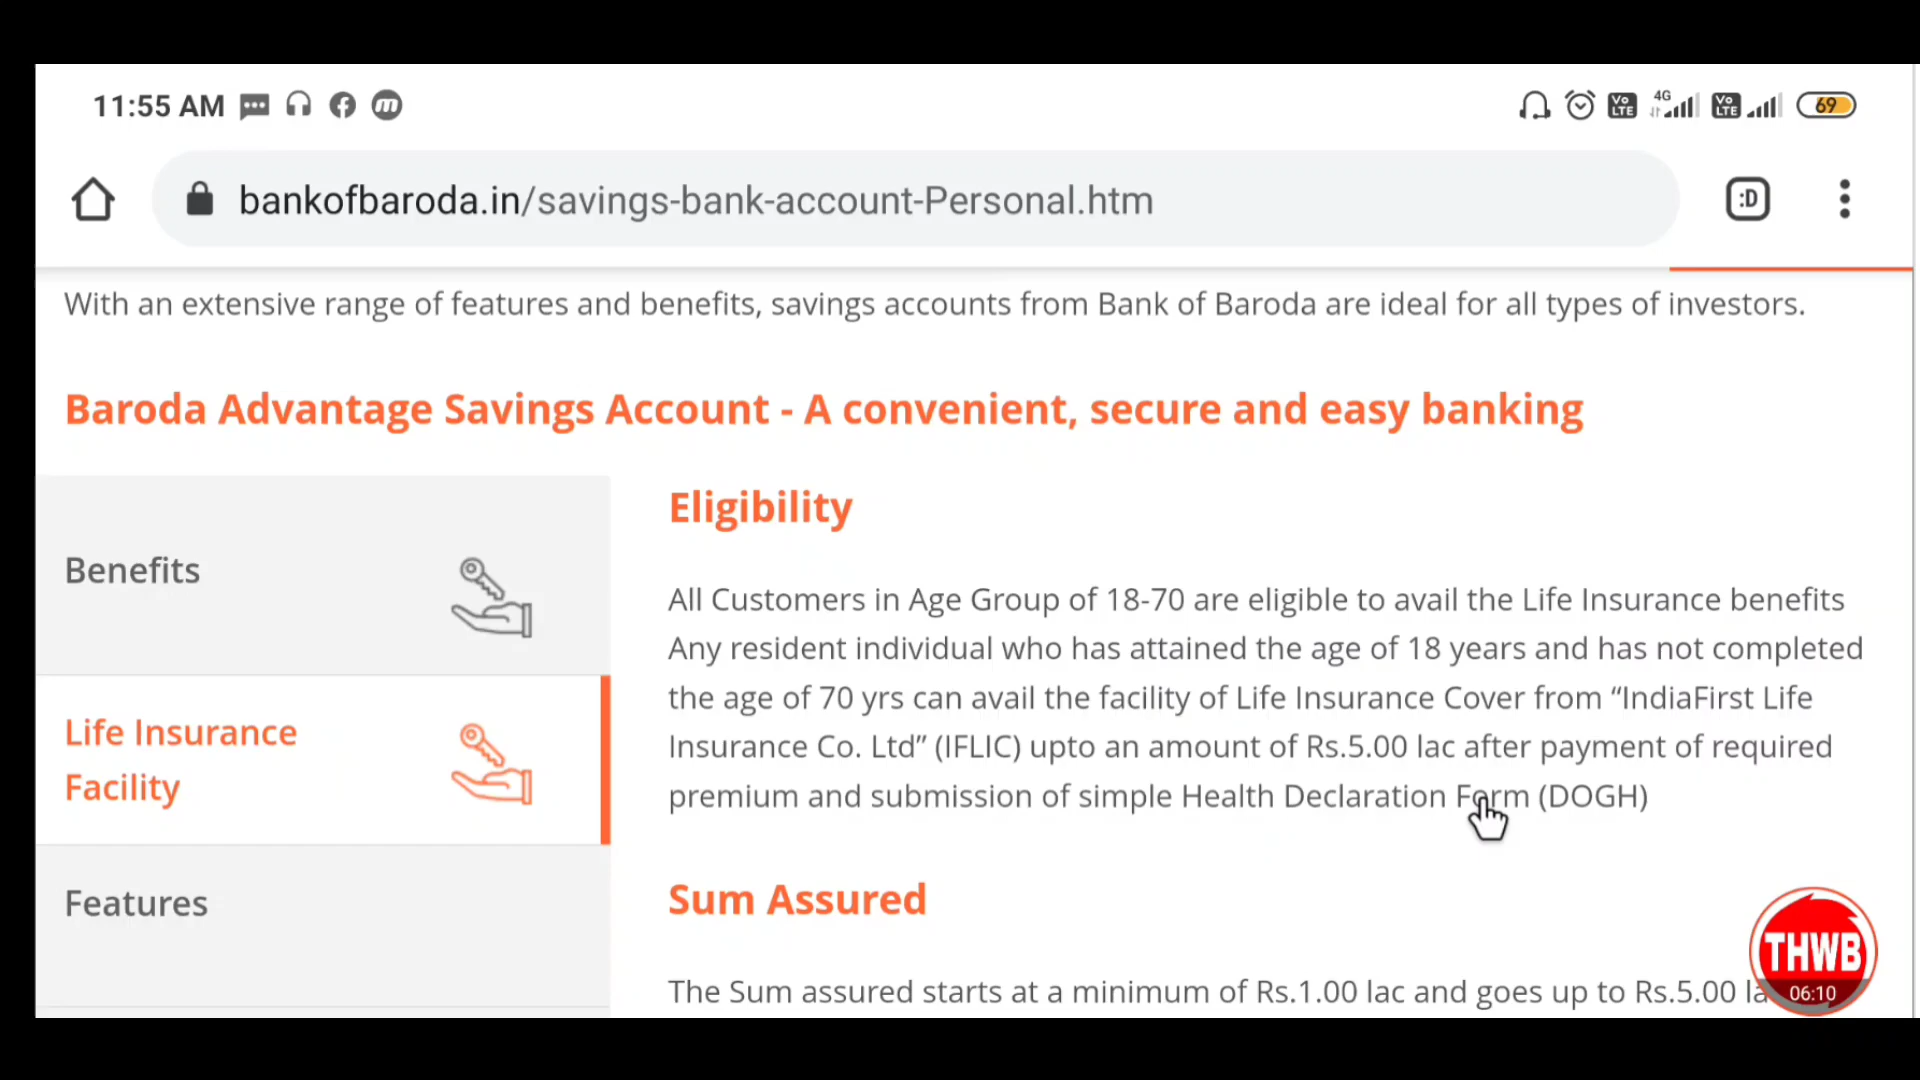 11:55 AM
4G
Vo LTE
Vo LTE
69
bankofbaroda.in/savings-bank-account-Personal.htm
:D
With an extensive range of features and benefits, savings accounts from Bank of Baroda are ideal for all types of investors.
Baroda Advantage Savings Account - A convenient, secure and easy banking
Benefits
Life Insurance
Facility
Features
Eligibility
All Customers in Age Group of 18-70 are eligible to avail the Life Insurance benefits
Any resident individual who has attained the age of 18 years and has not completed
the age of 70 yrs can avail the facility of Life Insurance Cover from “IndiaFirst Life
Insurance Co. Ltd” (IFLIC) upto an amount of Rs.5.00 lac after payment of required
premium and submission of simple Health Declaration Form (DOGH)
Sum Assured
The Sum assured starts at a minimum of Rs.1.00 lac and goes up to Rs.5.00
THWB
06:10